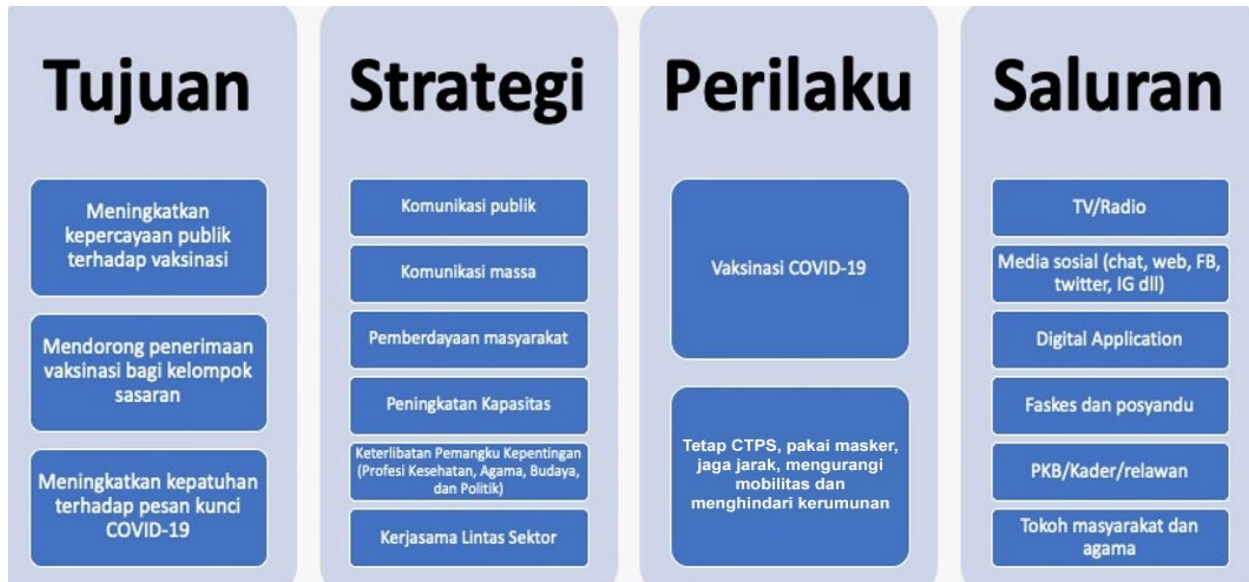 Tujuan
Meningkatkan
kepercayaan publik
terhadap vaksinasi
Mendorong penerimaan
vaksinasi bagi kelompok
sasaran
Meningkatkan kepatuhan
terhadap pesan kunci
COVID-19
Strategi
Komunikasi publik
Komunikasi massa
Pemberdayaan masyarakat
Peningkatan Kapasitas
Keterlibatan Pemangku Kepentingan
(Profesi Kesehatan, Agama, Budaya,
dan Politik)
Kerjasama Lintas Sektor
Perilaku
Vaksinasi COVID-19
Tetap CTPS, pakai masker,
jaga jarak, mengurangi
mobilitas dan
menghindari kerumunan
Saluran
TV/Radio
Media sosial (chat, web, FB,
twitter, IG dll)
Digital Application
Faskes dan posyandu
PKB/Kader/relawan
Tokoh masyarakat dan
agama